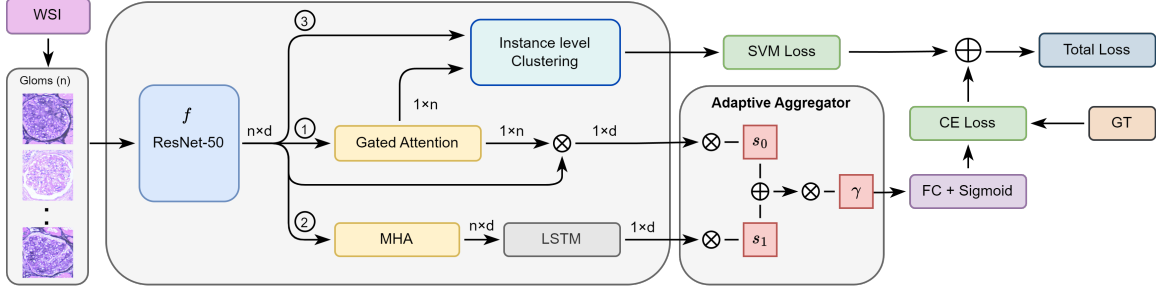 WSI
Gloms (n)
f
ResNet-50
n×d
3
1
2
Instance level
Clustering
1×n
Gated Attention
1×n
1×d
MHA
n×d
LSTM
1×d
SVM Loss
Adaptive Aggregator
s₀
s₁
γ
Total Loss
CE Loss
GT
FC + Sigmoid